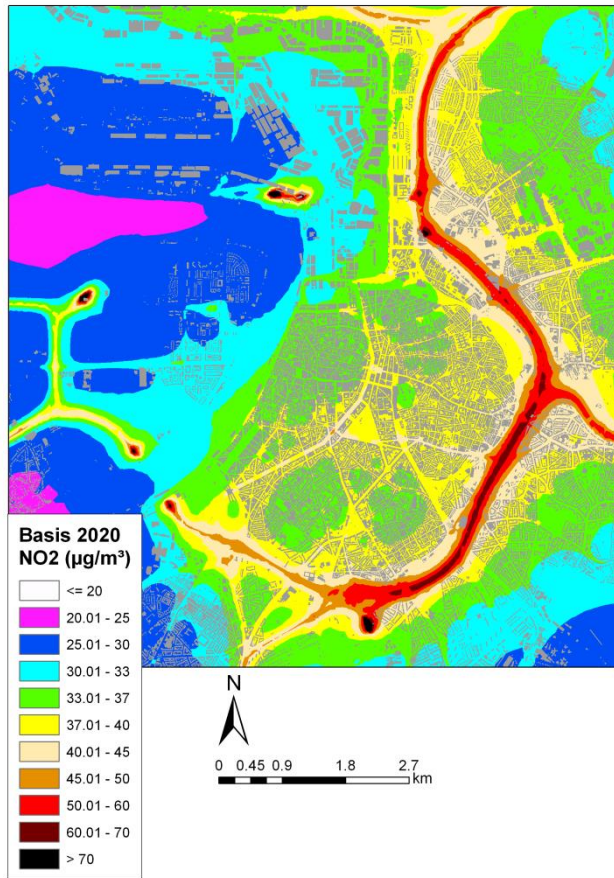 Basis 2020
NO2 (µg/m³)
<= 20
20.01 - 25
25.01 - 30
30.01 - 33
33.01 - 37
37.01 - 40
40.01 - 45
45.01 - 50
50.01 - 60
60.01 - 70
> 70
N
0 0.45 0.9 1.8 2.7
km